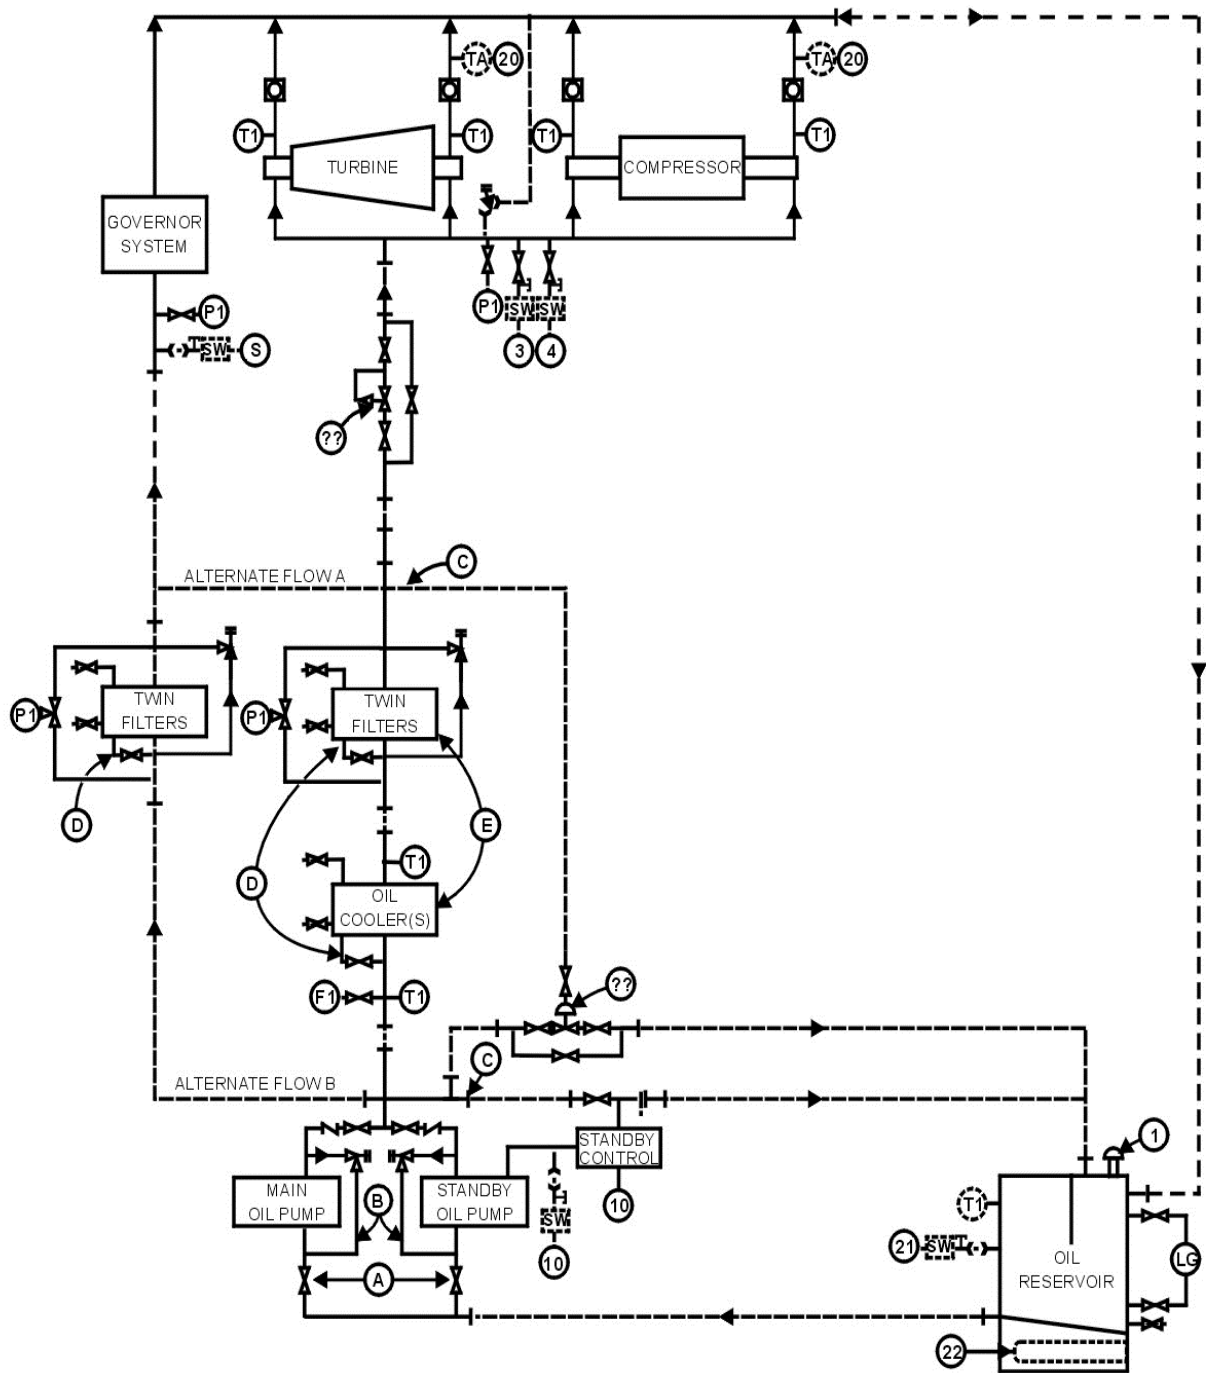 TA 20
TA 20
T1
T1
T1
T1
TURBINE
COMPRESSOR
GOVERNOR
SYSTEM
P1
P1
SW
SW
SW
S
3
4
??
C
ALTERNATE FLOW A
TWIN
FILTERS
TWIN
FILTERS
P1
P1
D
E
T1
D
OIL
COOLER(S)
F1
T1
??
C
ALTERNATE FLOW B
STANDBY
CONTROL
1
MAIN
OIL PUMP
B
STANDBY
OIL PUMP
10
SW
10
T1
21
SW
OIL
RESERVOIR
LG
A
22